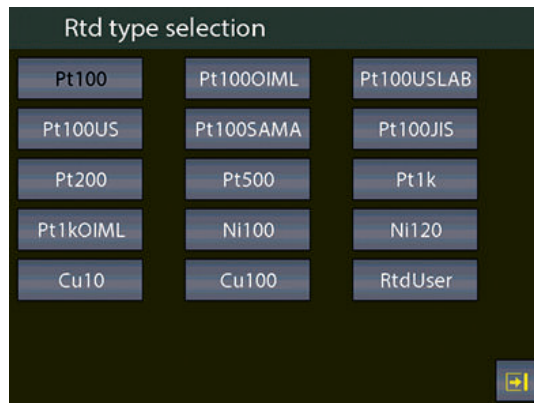 Rtd type selection
Pt100 Pt100OIML Pt100USLAB
Pt100US Pt100SAMA Pt100JIS
Pt200 Pt500 Pt1k
Pt1kOIML Ni100 Ni120
Cu10 Cu100 RtdUser